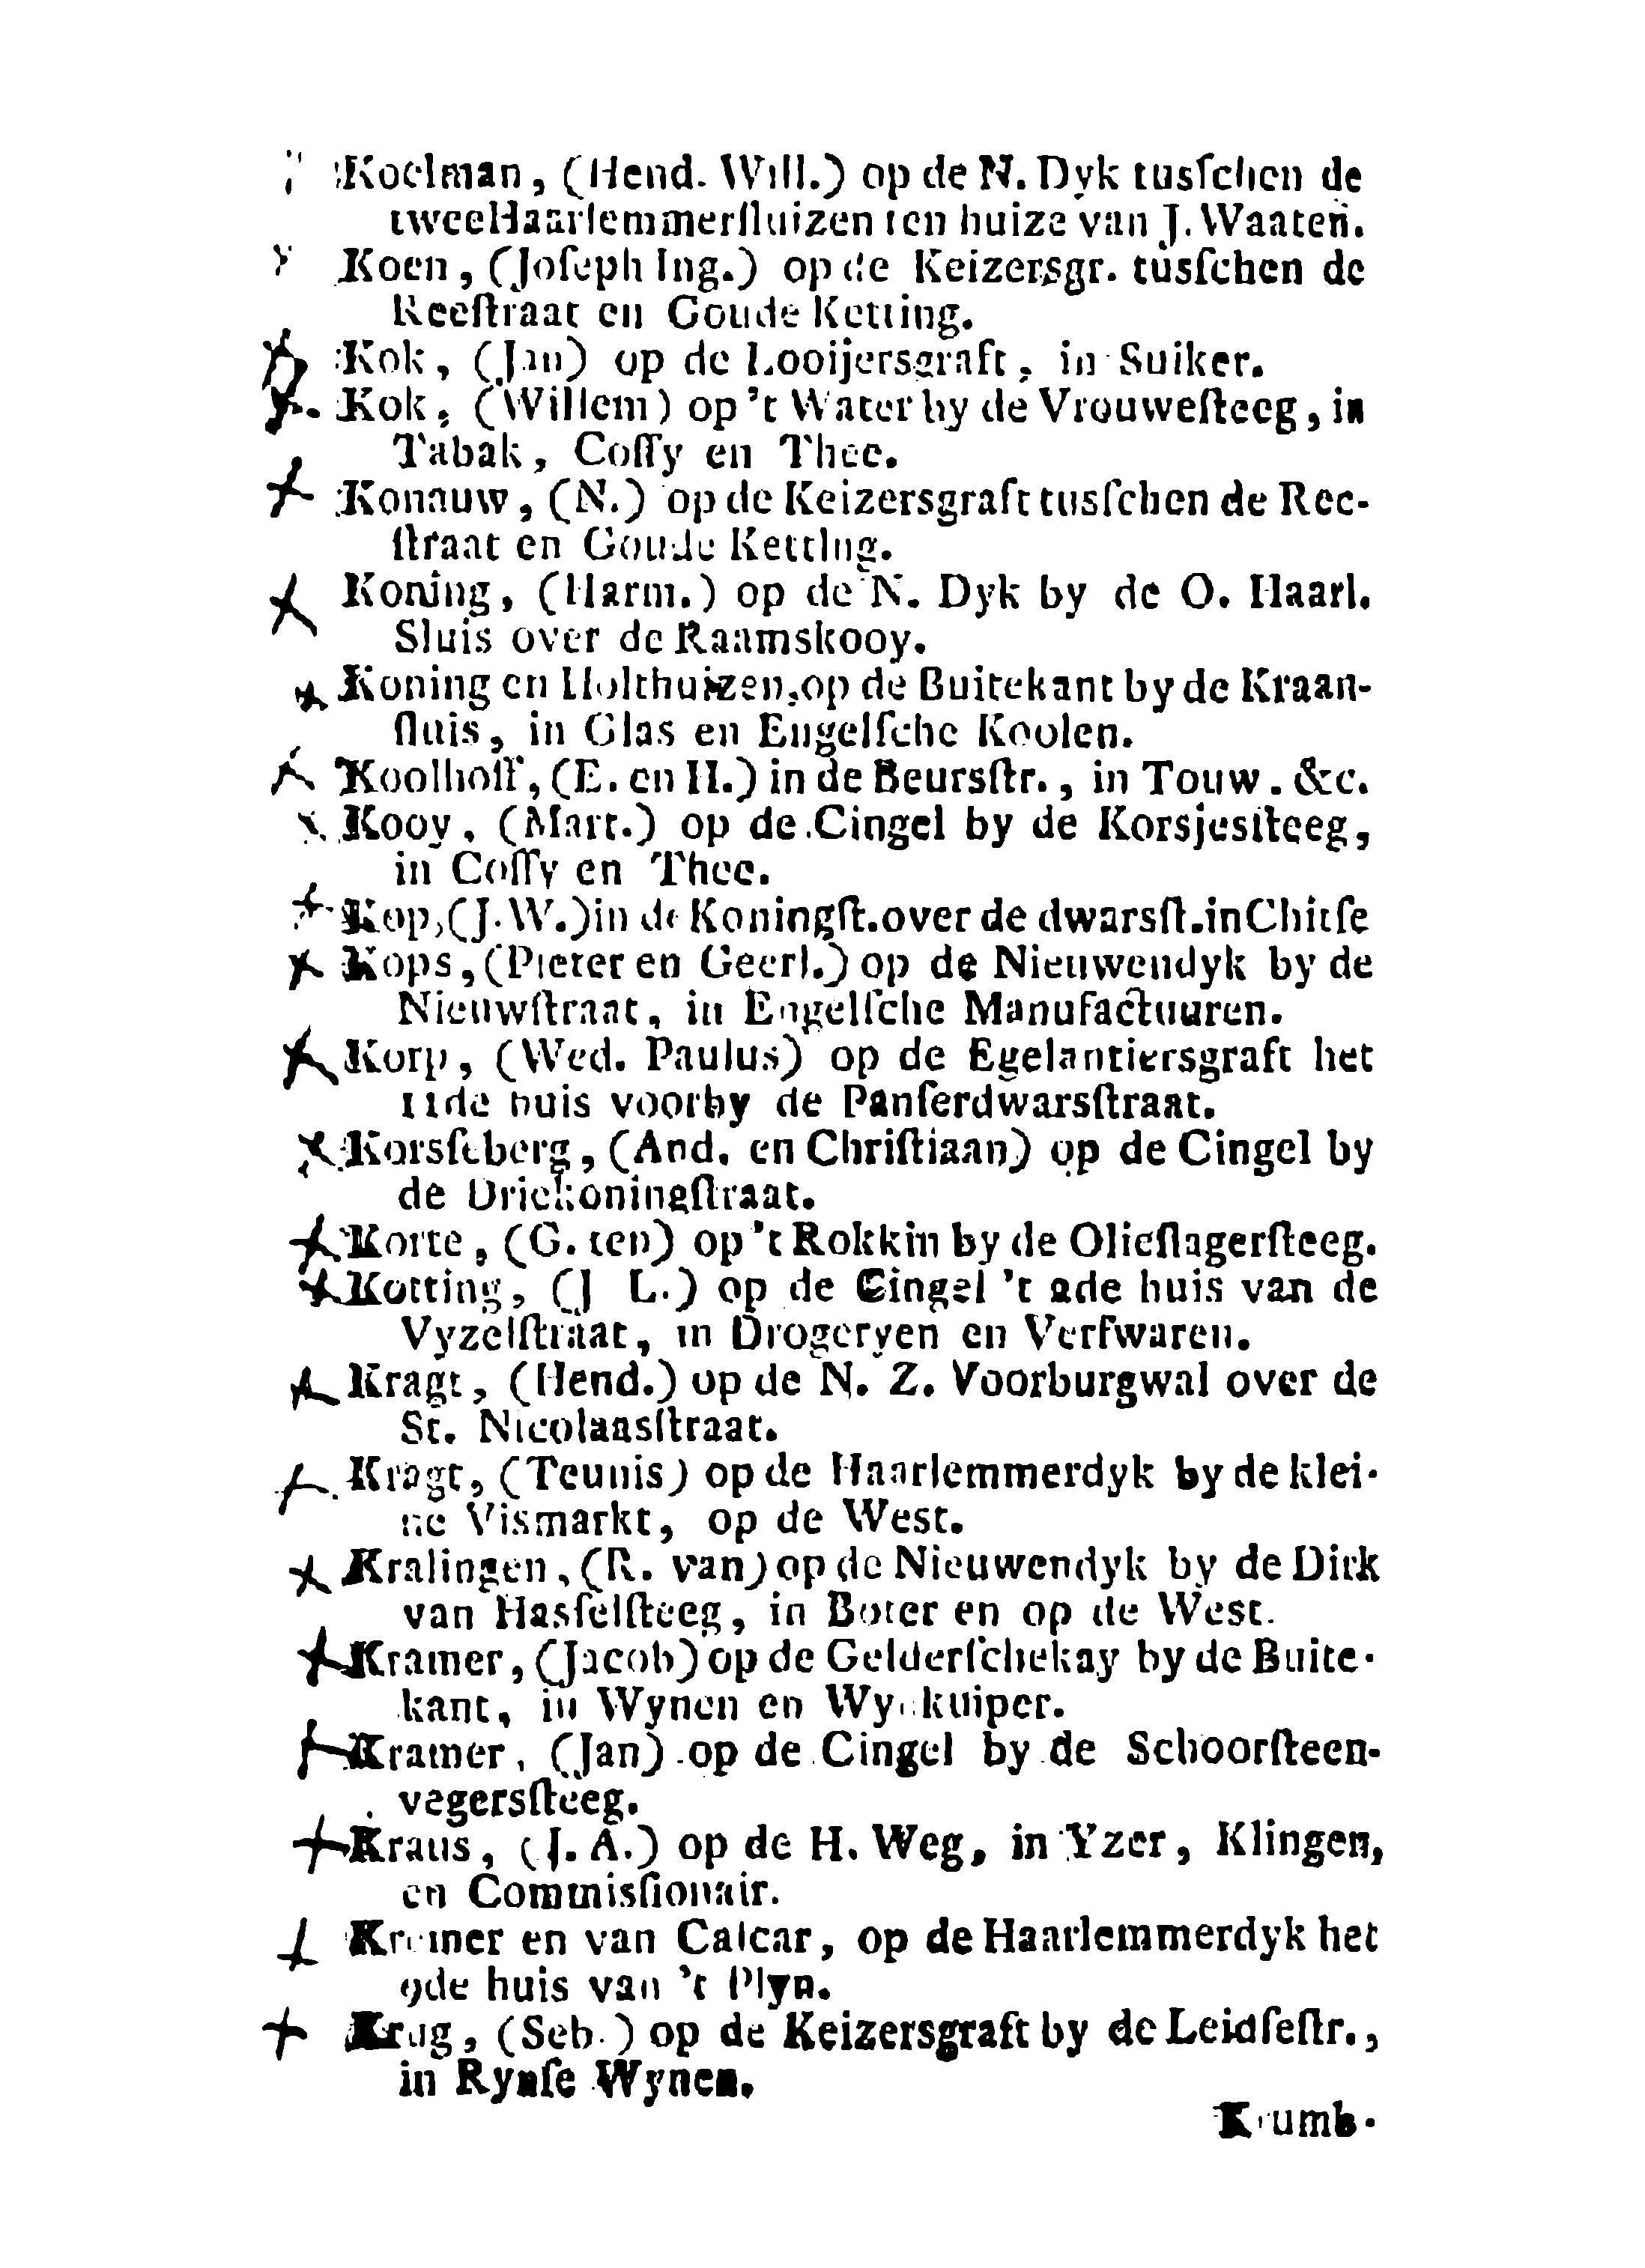 Koelman, (Hend. Will.) op de N. Dyk tusſchen de
twee Haarlemmerſluizen ten huize van J. Waaten.
Koen, (Joſeph Ing.) op de Keizersgr. tusſchen de
Reeſtraat en Goude Ketting.
Kok, (Jan) op de Looijersgraft, in Suiker.
Kok, (Willem) op 't Water by de Vrouweſteeg, in
Tabak, Coffy en Thee.
Konauw, (N.) op de Keizersgraft tusſchen de Ree-
ſtraat en Goude Ketting.
Koning, (Harm.) op de N. Dyk by de O. Haarl.
Sluis over de Raamskooy.
Koning en Holthuizen, op de Buitekant by de Kraan-
ſluis, in Glas en Engelſche Koolen.
Koolhoff, (E. en H.) in de Beursſtr., in Touw. &c.
Kooy, (Mart.) op de Cingel by de Korsjesſteeg,
in Coffy en Thee.
Kop, (J. W.) in de Koningſt. over de dwarsſt. in Chitſe
Kops, (Pieter en Geerl.) op de Nieuwendyk by de
Nieuwſtraat, in Engelſche Manufactuuren.
Korp, (Wed. Paulus) op de Egelantiersgraft het
11de huis voorby de Panſerdwarsſtraat.
Korsſeberg, (And. en Chriſtiaan) op de Cingel by
de Driekoningſtraat.
Korte, (G. ten) op 't Rokkin by de Olieſlagerſteeg.
Kotting, (J L.) op de Cingel 't 2de huis van de
Vyzelſtraat, in Drogeryen en Verfwaren.
Kragt, (Hend.) op de N. Z. Voorburgwal over de
St. Nicolaasſtraat.
Kragt, (Teunis) op de Haarlemmerdyk by de klei-
ne Vismarkt, op de West.
Kralingen, (R. van) op de Nieuwendyk by de Dirk
van Hasſelſteeg, in Boter en op de West.
Kramer, (Jacob) op de Gelderſchekay by de Buite-
kant, in Wynen en Wynkuiper.
Kramer, (Jan) op de Cingel by de Schoorſteen-
vegersſteeg.
Kraus, (J. A.) op de H. Weg, in Yzer, Klingen,
en Commisſionair.
Kremer en van Calcar, op de Haarlemmerdyk het
9de huis van 't Plyn.
Krug, (Seb.) op de Keizersgraft by de Leidſeſtr.,
in Rynſe Wynen.
Krumb-